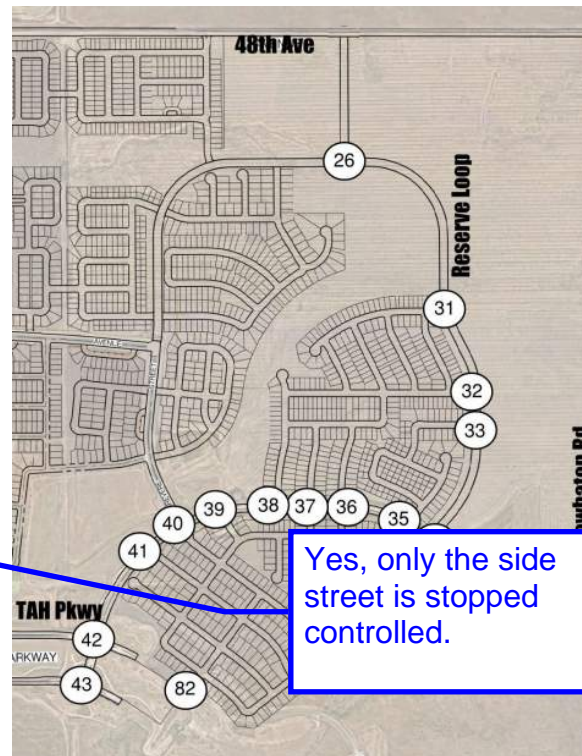 48th Ave
26
Reserve Loop
31
32
33
38
37
36
39
35
40
41
Yes, only the side
street is stopped
controlled.
TAH Pkwy
42
43
82